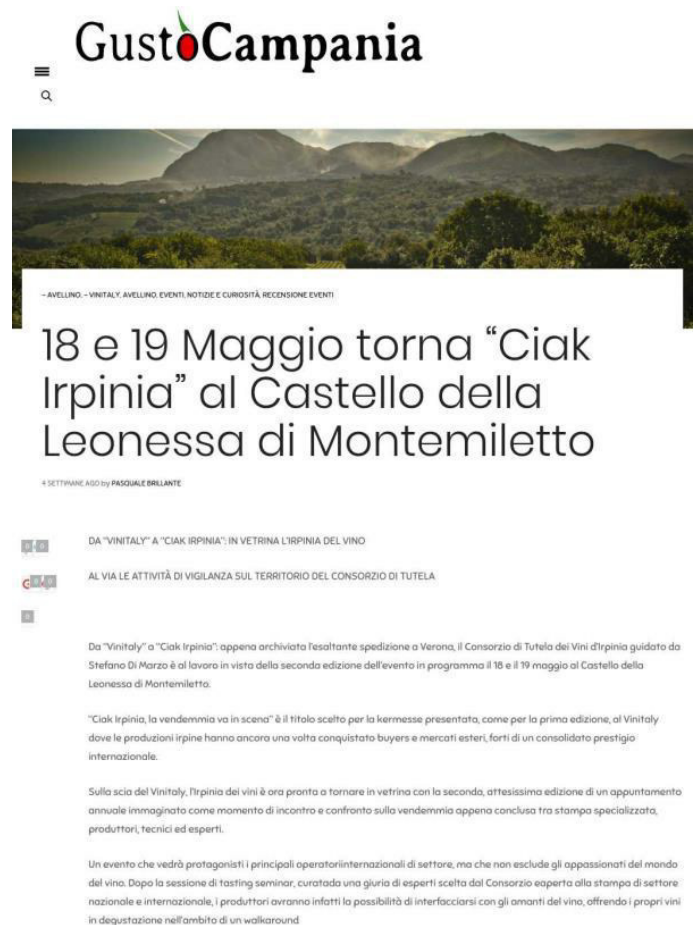 GustòCampania
– AVELLINO, – VINITALY, AVELLINO, EVENTI, NOTIZIE E CURIOSITÀ, RECENSIONE EVENTI
18 e 19 Maggio torna “Ciak
Irpinia” al Castello della
Leonessa di Montemiletto
4 SETTIMANE AGO by PASQUALE BRILLANTE
DA “VINITALY” A “CIAK IRPINIA”: IN VETRINA L’IRPINIA DEL VINO
AL VIA LE ATTIVITÀ DI VIGILANZA SUL TERRITORIO DEL CONSORZIO DI TUTELA
Da “Vinitaly” a “Ciak Irpinia”: appena archiviata l’esaltante spedizione a Verona, il Consorzio di Tutela dei Vini d’Irpinia guidato da
Stefano Di Marzo è al lavoro in vista della seconda edizione dell’evento in programma il 18 e il 19 maggio al Castello della
Leonessa di Montemiletto.
“Ciak Irpinia, la vendemmia va in scena” è il titolo scelto per la kermesse presentata, come per la prima edizione, al Vinitaly
dove le produzioni irpine hanno ancora una volta conquistato buyers e mercati esteri, forti di un consolidato prestigio
internazionale.
Sulla scia del Vinitaly, l’Irpinia dei vini è ora pronta a tornare in vetrina con la seconda, attesissima edizione di un appuntamento
annuale immaginato come momento di incontro e confronto sulla vendemmia appena conclusa tra stampa specializzata,
produttori, tecnici ed esperti.
Un evento che vedrà protagonisti i principali operatoriinternazionali di settore, ma che non esclude gli appassionati del mondo
del vino. Dopo la sessione di tasting seminar, curatada una giuria di esperti scelta dal Consorzio eaperta alla stampa di settore
nazionale e internazionale, i produttori avranno infatti la possibilità di interfacciarsi con gli amanti del vino, offrendo i propri vini
in degustazione nell’ambito di un walkaround